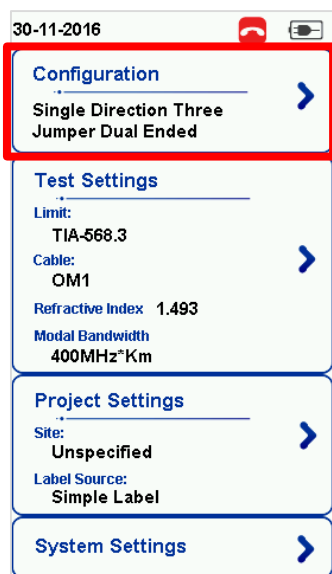 30-11-2016
Configuration
Single Direction Three
Jumper Dual Ended
Test Settings
Limit:
TIA-568.3
Cable:
OM1
Refractive Index 1.493
Modal Bandwidth
400MHz*Km
Project Settings
Site:
Unspecified
Label Source:
Simple Label
System Settings